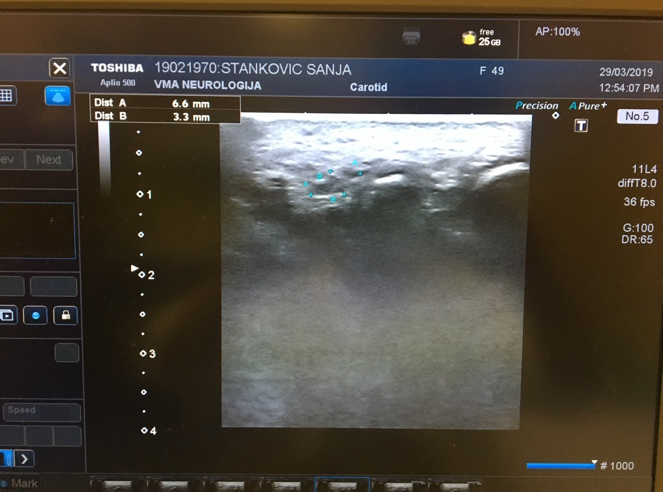 free
25GB
AP:100%
TOSHIBA
Aplio 500
19021970:STANKOVIC SANJA
F 49
29/03/2019
VMA NEUROLOGIJA
Carotid
12:54:07 PM
Dist A 6.6 mm
Dist B 3.3 mm
Precision APure+
No.5
T
ev
Next
1
11L4
diffT8.0
36 fps
G:100
DR:65
2
3
Speed
4
# 1000
Mark